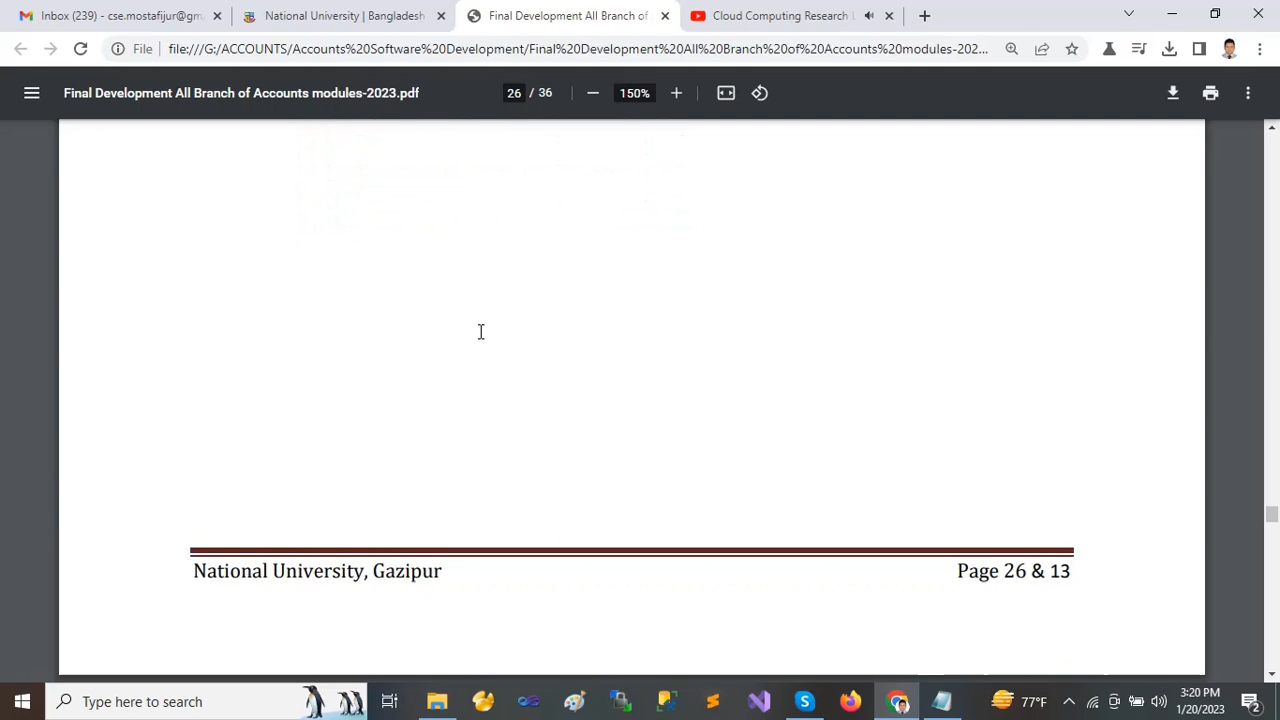 Inbox (239) - cse.mostafijur@gm
National University | Bangladesh
Final Development All Branch of
Cloud Computing Research L
File
file:///G:/ACCOUNTS/Accounts%20Software%20Development/Final%20Development%20All%20Branch%20of%20Accounts%20modules-202...
Final Development All Branch of Accounts modules-2023.pdf
26 / 36
150%
National University, Gazipur
Page 26 & 13
Type here to search
77°F
3:20 PM
1/20/2023
2